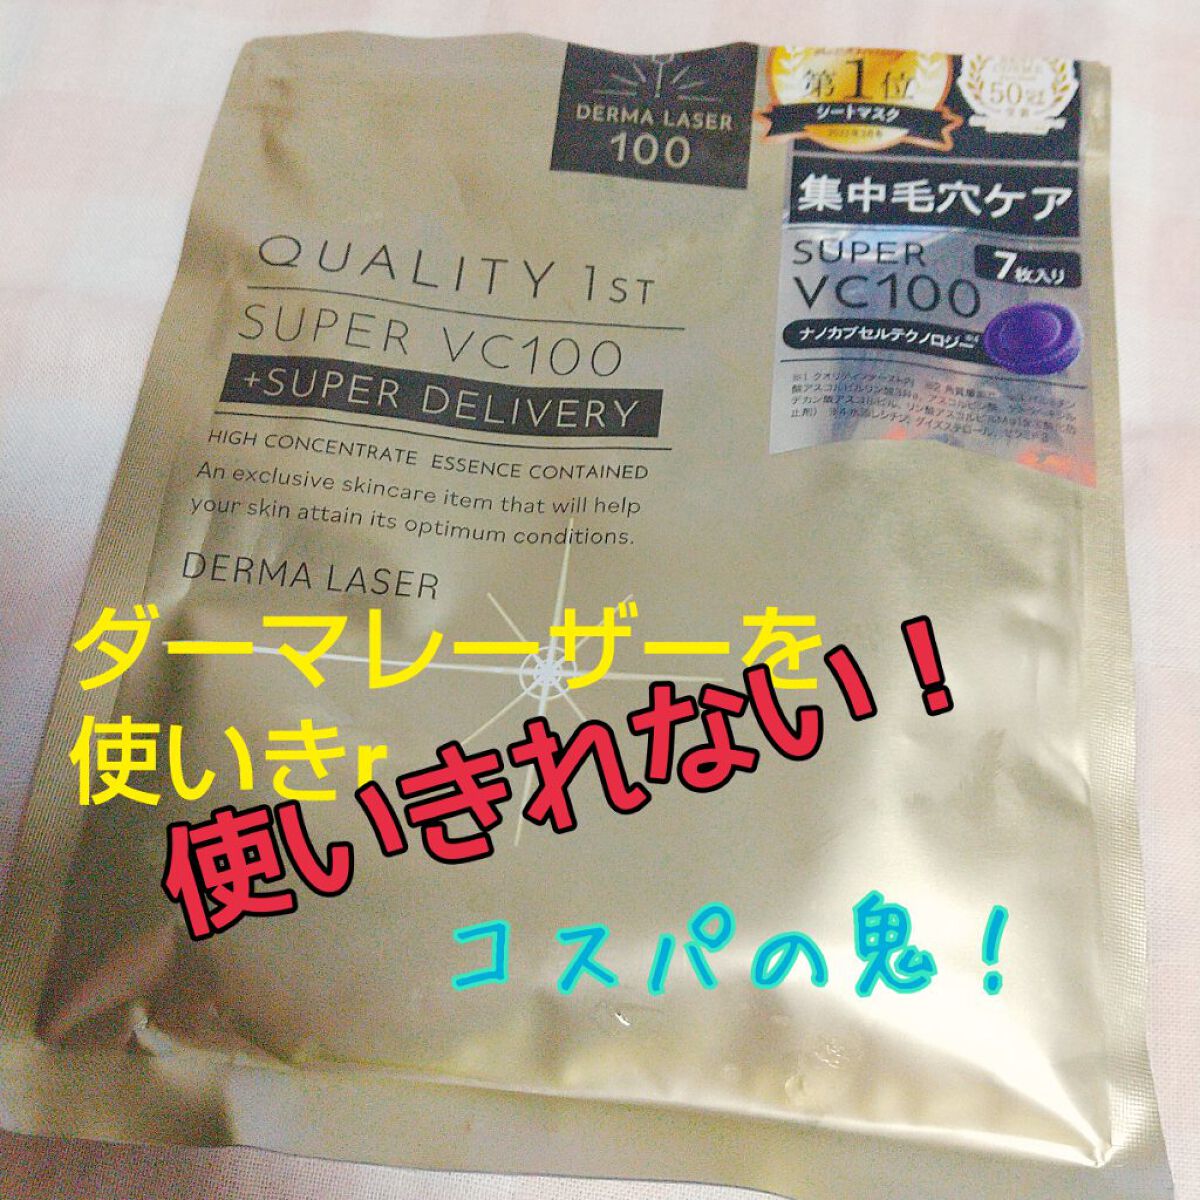 DERMA LASER
100
第1位
シートマスク
50冠
集中毛穴ケア
SUPER
VC100
7枚入り
ナノカプセルテクノロジー
QUALITY 1ST
SUPER VC100
+SUPER DELIVERY
HIGH CONCENTRATE ESSENCE CONTAINED
An exclusive skincare item that will help
your skin attain its optimum conditions.
DERMA LASER
ダーマレーザーを
使いきr
使いきれない！
コスパの鬼！